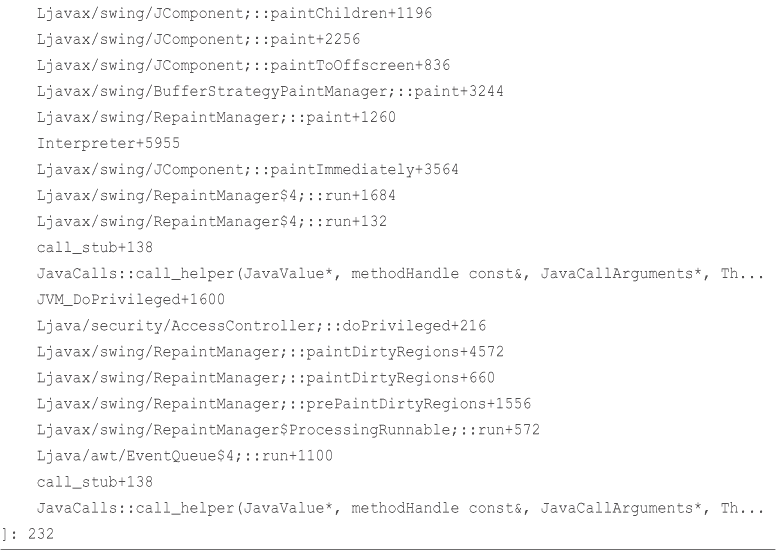 Ljavax/swing/JComponent;::paintChildren+1196
Ljavax/swing/JComponent;::paint+2256
Ljavax/swing/JComponent;::paintToOffscreen+836
Ljavax/swing/BufferStrategyPaintManager;::paint+3244
Ljavax/swing/RepaintManager;::paint+1260
Interpreter+5955
Ljavax/swing/JComponent;::paintImmediately+3564
Ljavax/swing/RepaintManager$4;::run+1684
Ljavax/swing/RepaintManager$4;::run+132
call_stub+138
JavaCalls::call_helper(JavaValue*, methodHandle const&, JavaCallArguments*, Th...
JVM_DoPrivileged+1600
Ljava/security/AccessController;::doPrivileged+216
Ljavax/swing/RepaintManager;::paintDirtyRegions+4572
Ljavax/swing/RepaintManager;::paintDirtyRegions+660
Ljavax/swing/RepaintManager;::prePaintDirtyRegions+1556
Ljavax/swing/RepaintManager$ProcessingRunnable;::run+572
Ljava/awt/EventQueue$4;::run+1100
call_stub+138
JavaCalls::call_helper(JavaValue*, methodHandle const&, JavaCallArguments*, Th...
]: 232